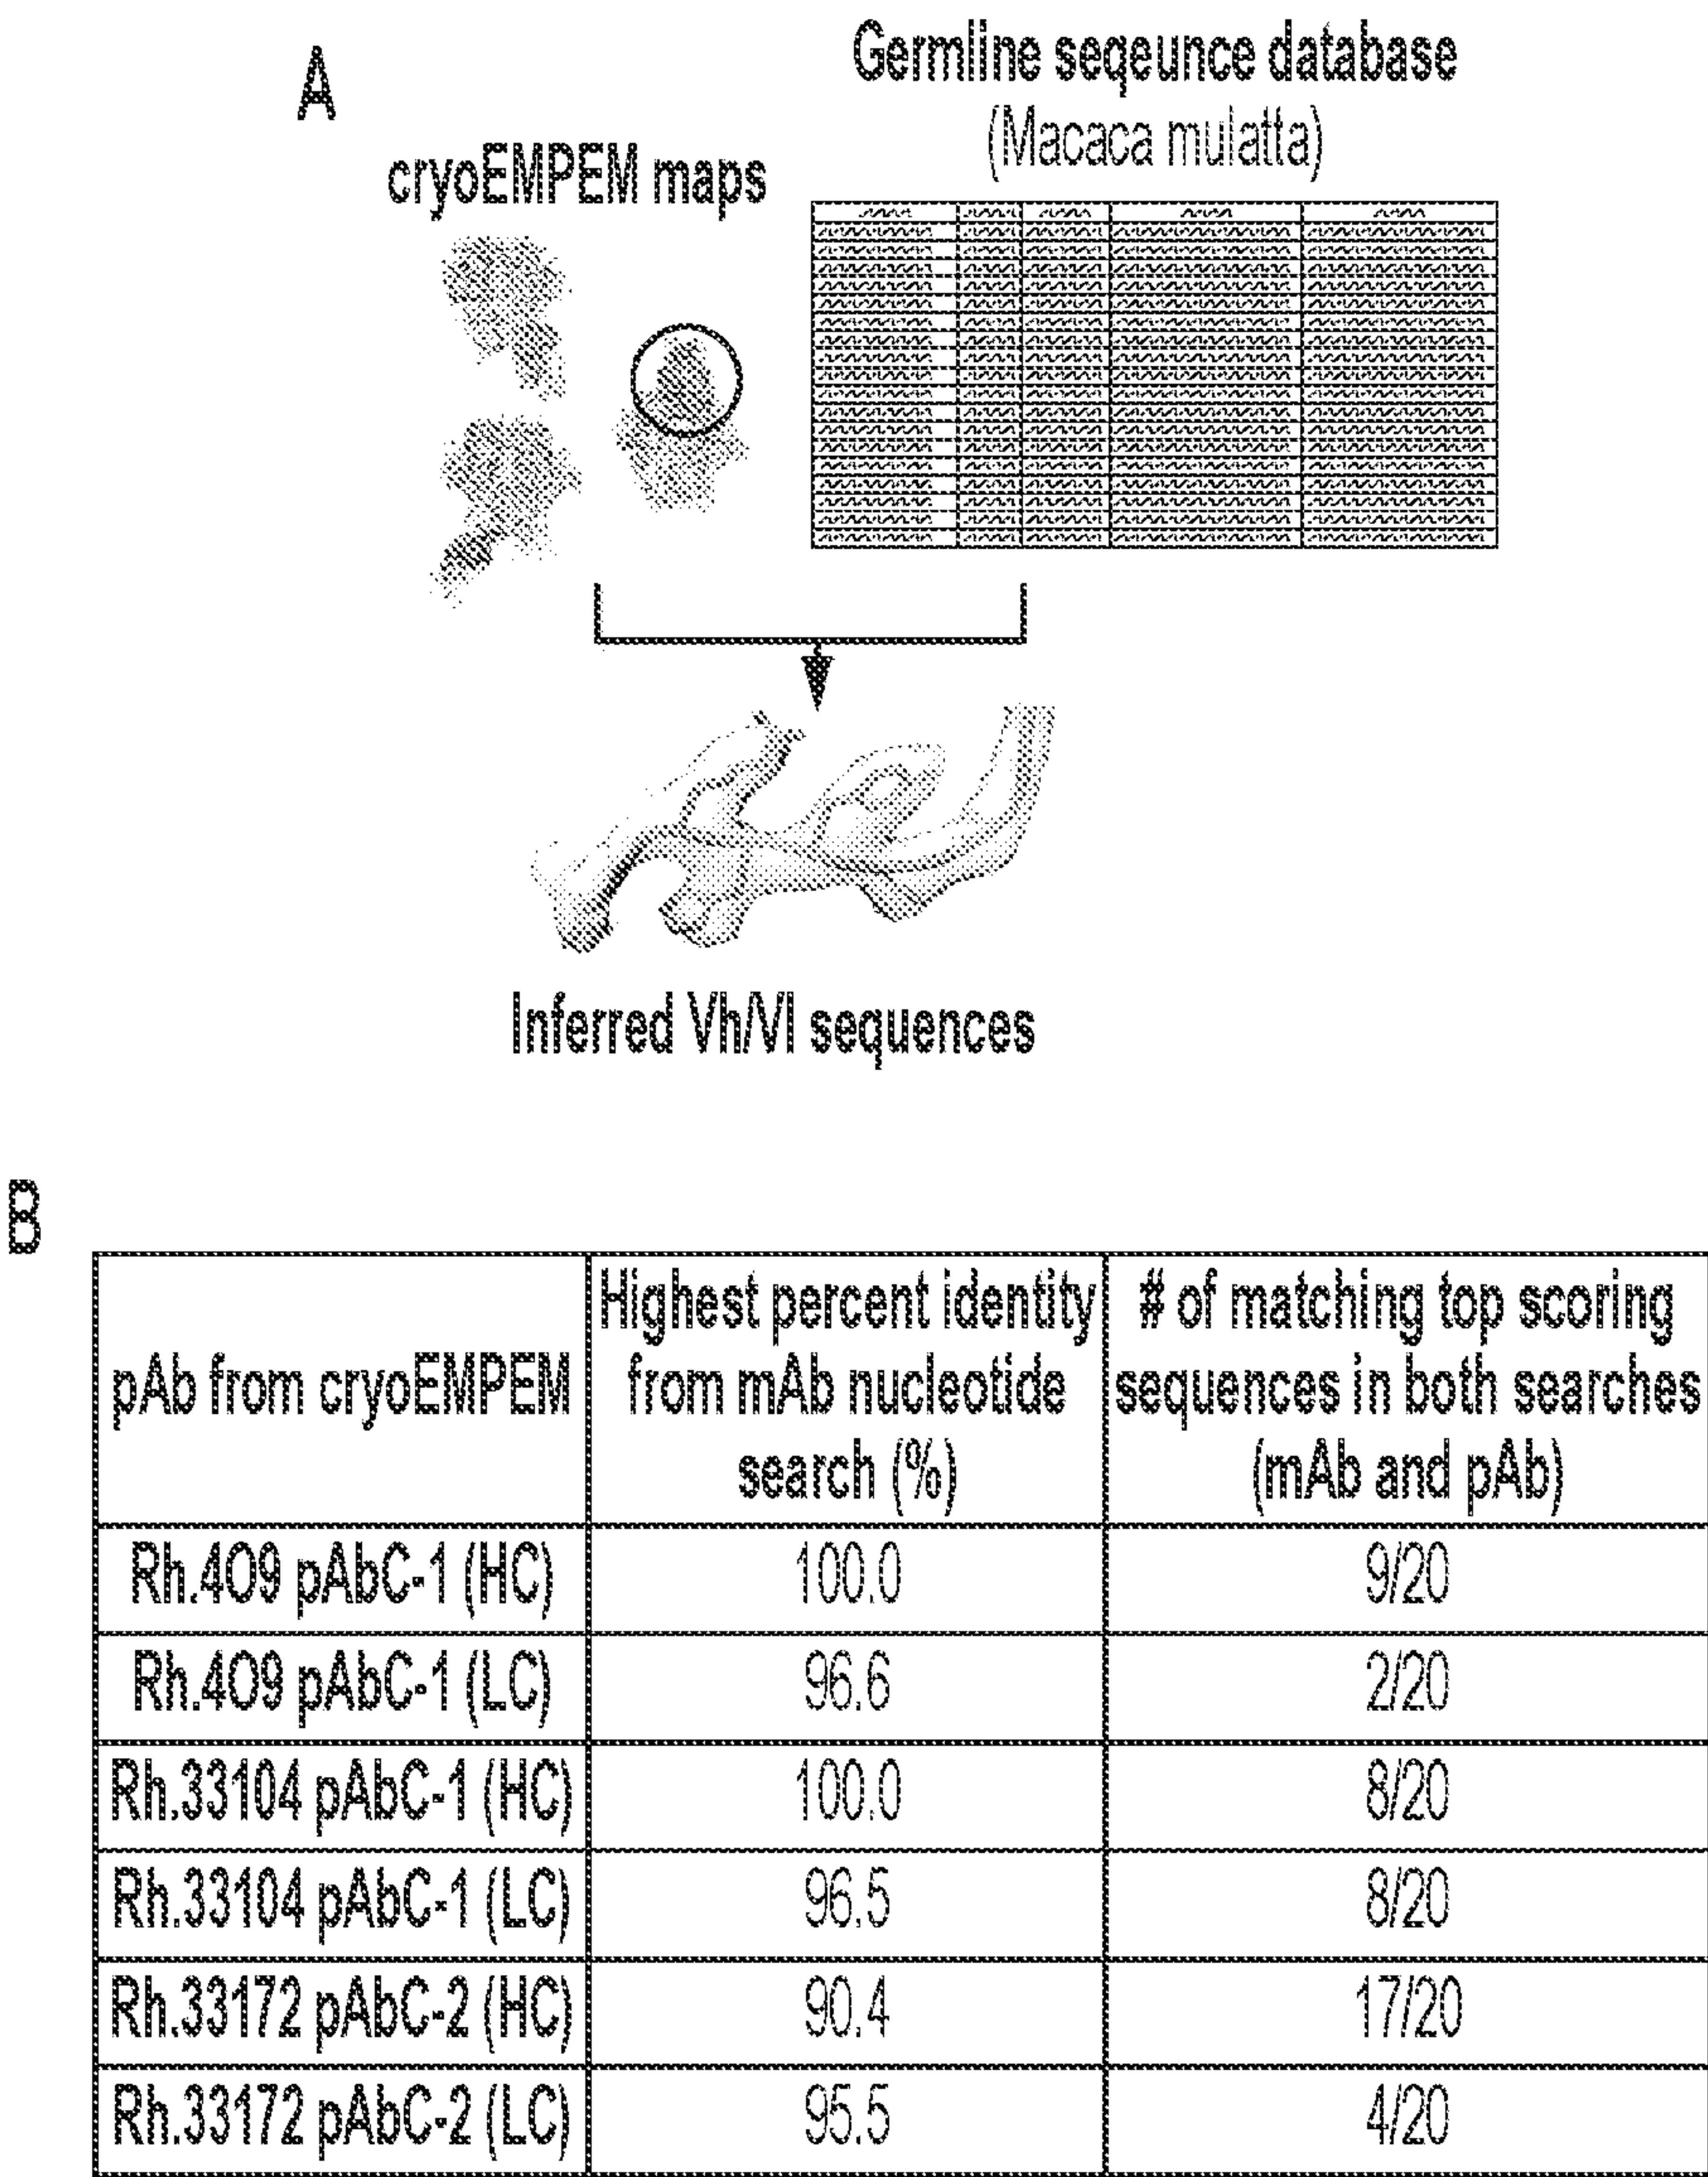 A
Germline seqeunce database
(Macaca mulatta)
cryoEMPEM maps
Inferred Vh/Vl sequences
B
pAb from cryoEMPEM
Highest percent identity
from mAb nucleotide
search (%)
# of matching top scoring
sequences in both searches
(mAb and pAb)
Rh.4O9 pAbC-1 (HC) 100.0 9/20
Rh.4O9 pAbC-1 (LC) 96.6 2/20
Rh.33104 pAbC-1 (HC) 100.0 8/20
Rh.33104 pAbC-1 (LC) 96.5 8/20
Rh.33172 pAbC-2 (HC) 90.4 17/20
Rh.33172 pAbC-2 (LC) 95.5 4/20